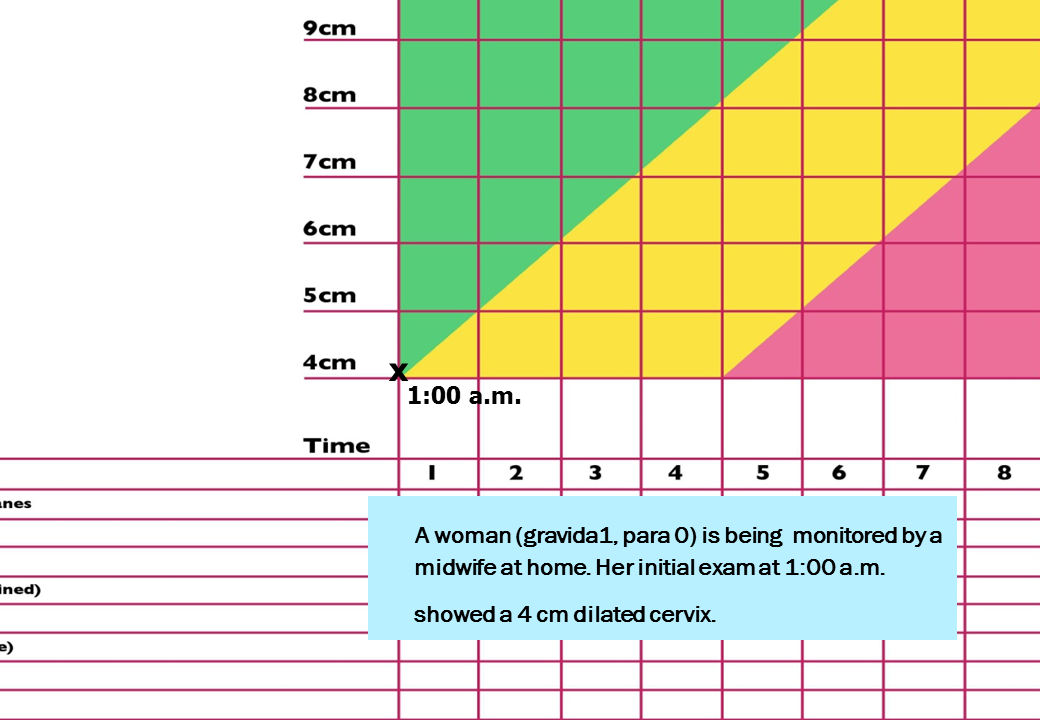 9cm
8cm
7cm
6cm
5cm
4cm
X
1:00 a.m.
Time
1 2 3 4 5 6 7 8
A woman (gravida1, para 0) is being monitored by a
midwife at home. Her initial exam at 1:00 a.m.
showed a 4 cm dilated cervix.